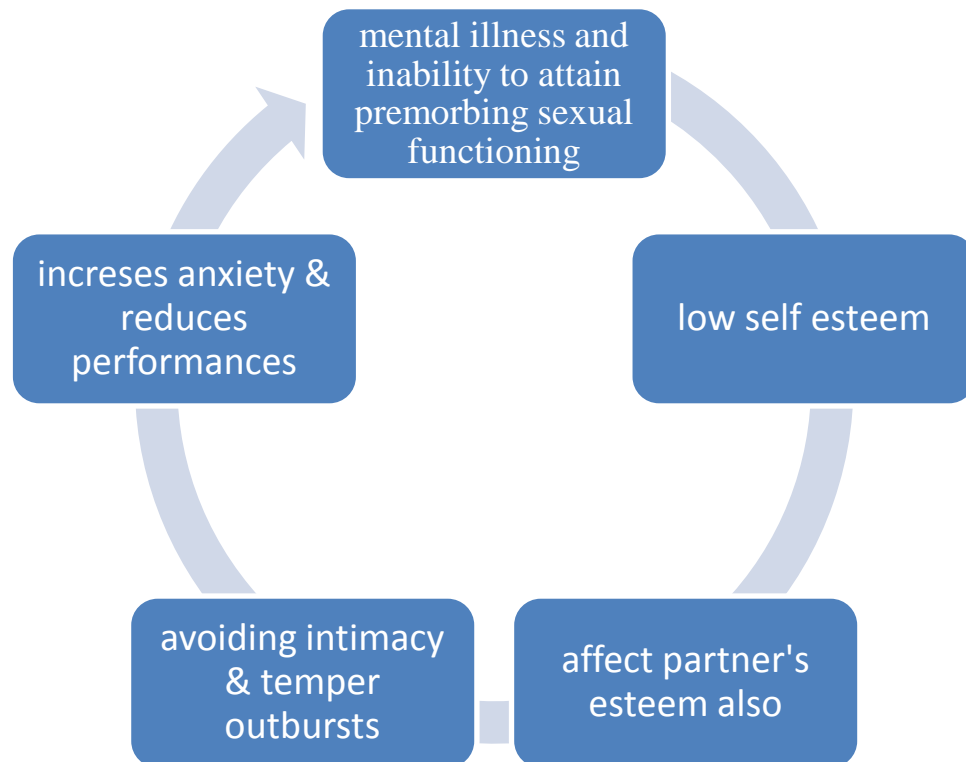 mental illness and
inability to attain
premorbing sexual
functioning
low self esteem
affect partner's
esteem also
avoiding intimacy
& temper
outbursts
increses anxiety &
reduces
performances